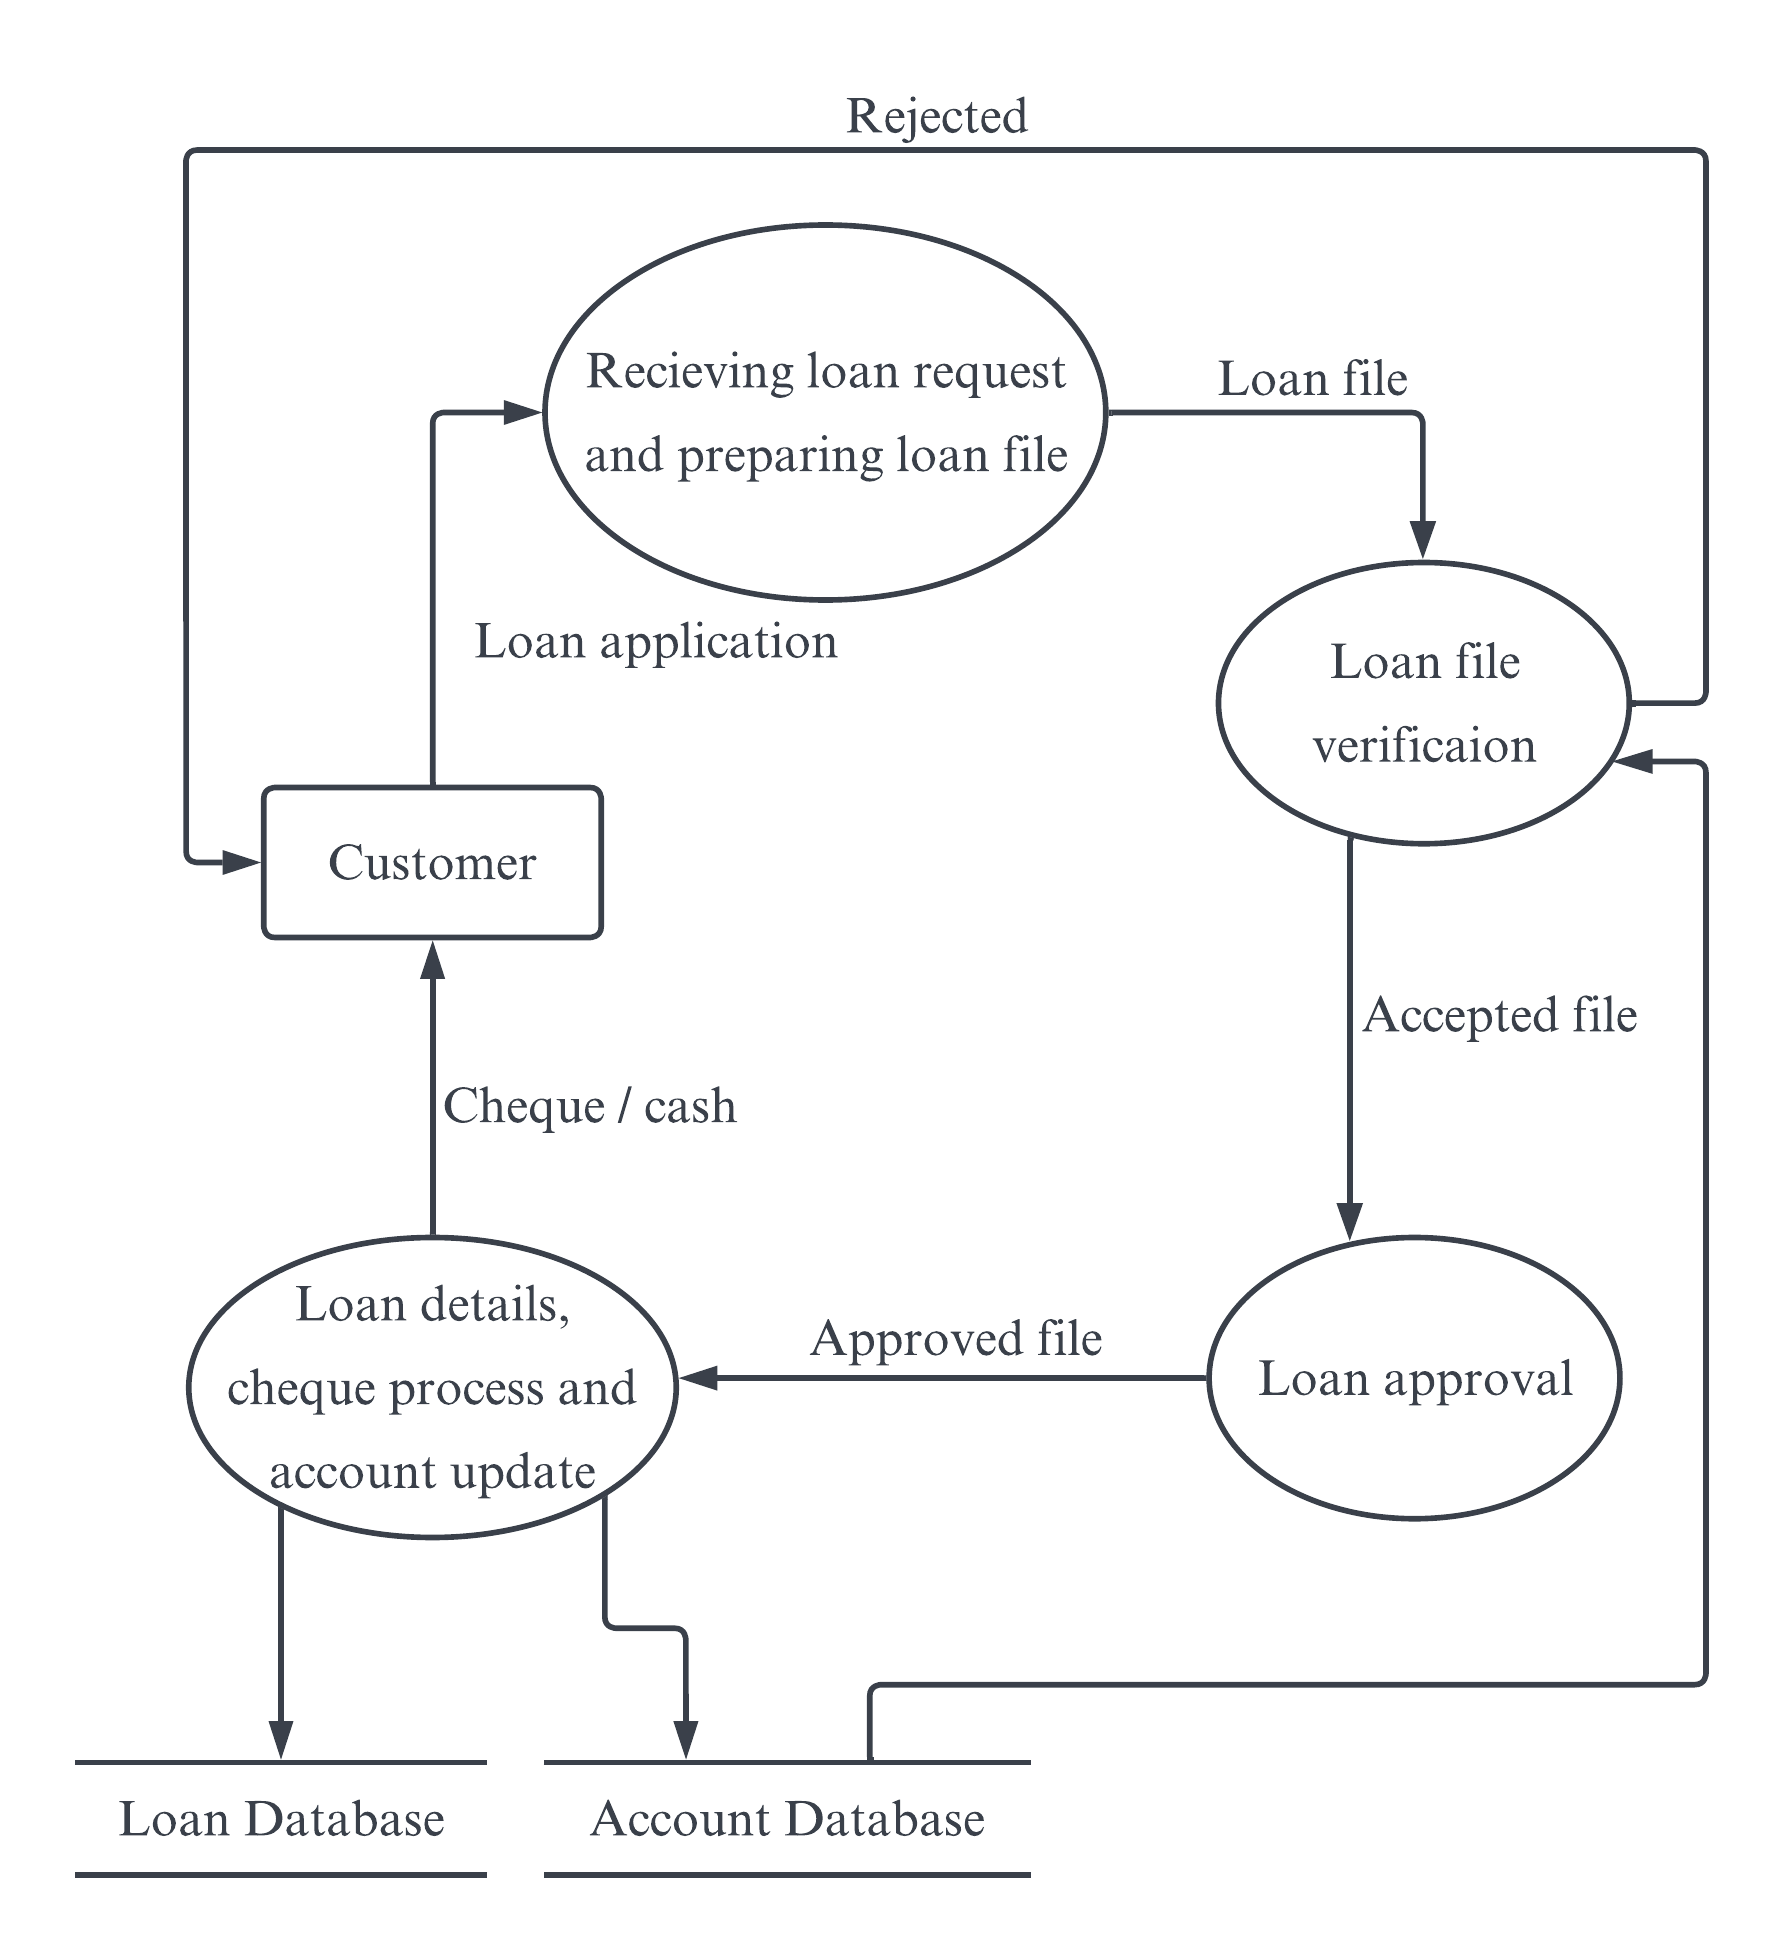 Rejected
Recieving loan request
and preparing loan file
Loan file
Loan application
Loan file
verificaion
Customer
Accepted file
Cheque / cash
Loan details,
cheque process and
account update
Approved file
Loan approval
Loan Database
Account Database